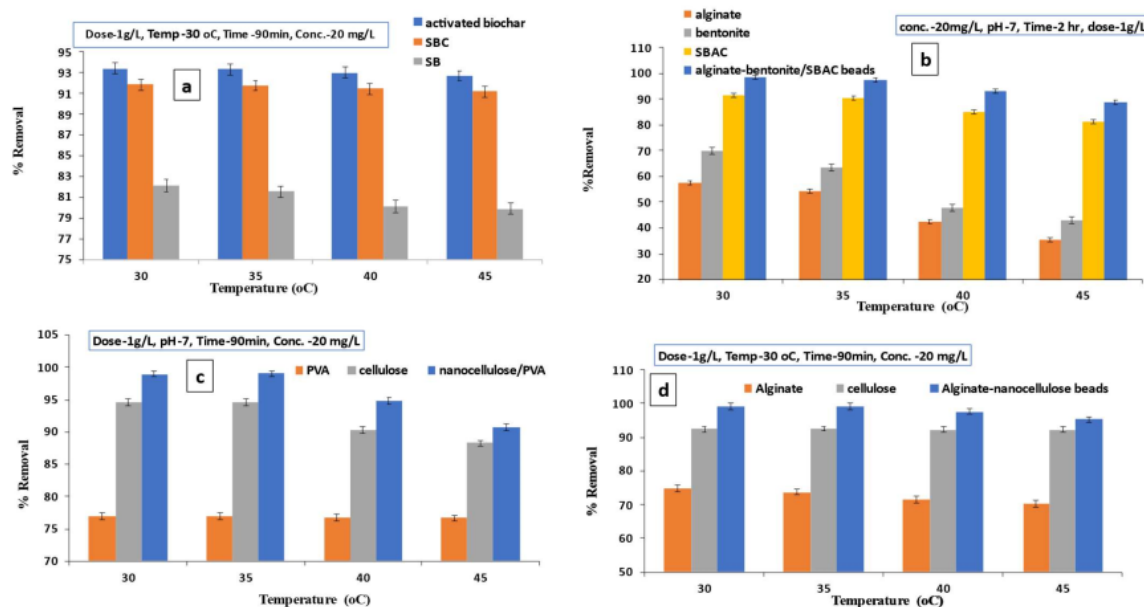 Dose-1g/L, Temp-30 oC, Time-90min, Conc.-20 mg/L
activated biochar
SBC
SB
a
95
93
91
89
87
85
83
81
79
77
75
% Removal
30 35 40 45
Temperature (oC)
conc. -20mg/L, pH-7, Time-2 hr, dose-1g/L
alginate
bentonite
SBAC
alginate-bentonite/SBAC beads
b
100
90
80
70
60
50
40
30
20
%Removal
30 35 40 45
Temperature (oC)
Dose-1g/L, pH-7, Time-90min, Conc. -20 mg/L
c
PVA cellulose nanocellulose/PVA
105
100
95
90
85
80
75
70
% Removal
30 35 40 45
Temperature (oC)
Dose-1g/L, Temp-30 oC, Time-90min, Conc. -20 mg/L
d
Alginate cellulose Alginate-nanocellulose beads
100
90
80
70
60
50
% Removal
30 35 40 45
Temperature (oC)